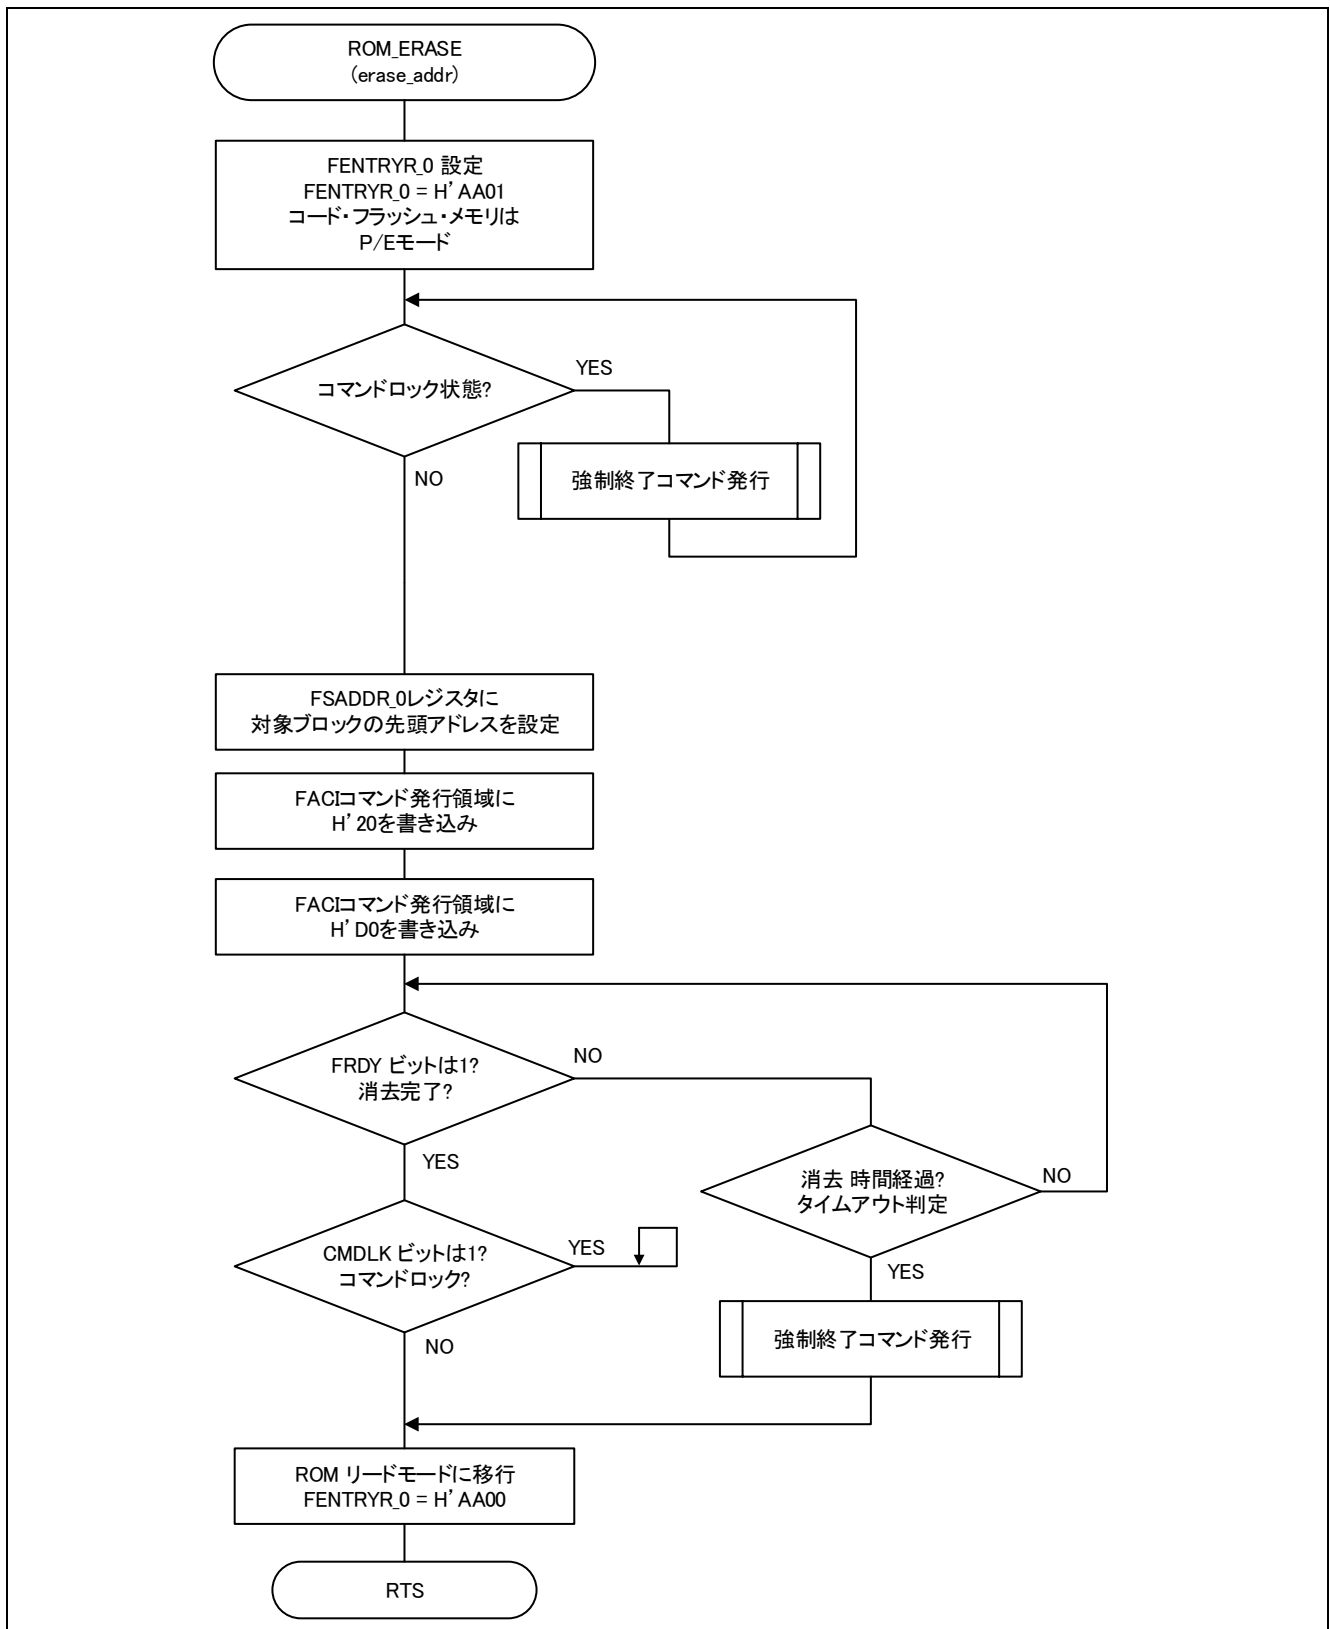 ROM_ERASE
(erase_addr)
FENTRYR_0 設定
FENTRYR_0 = H’AA01
コード・フラッシュ・メモリは
P/Eモード
コマンドロック状態?
YES
強制終了コマンド発行
NO
FSADDR_0レジスタに
対象ブロックの先頭アドレスを設定
FACIコマンド発行領域に
H’20を書き込み
FACIコマンド発行領域に
H’D0を書き込み
FRDY ビットは1?
消去完了?
NO
YES
消去 時間経過?
タイムアウト判定
NO
YES
CMDLK ビットは1?
コマンドロック?
YES
NO
強制終了コマンド発行
ROM リードモードに移行
FENTRYR_0 = H’AA00
RTS